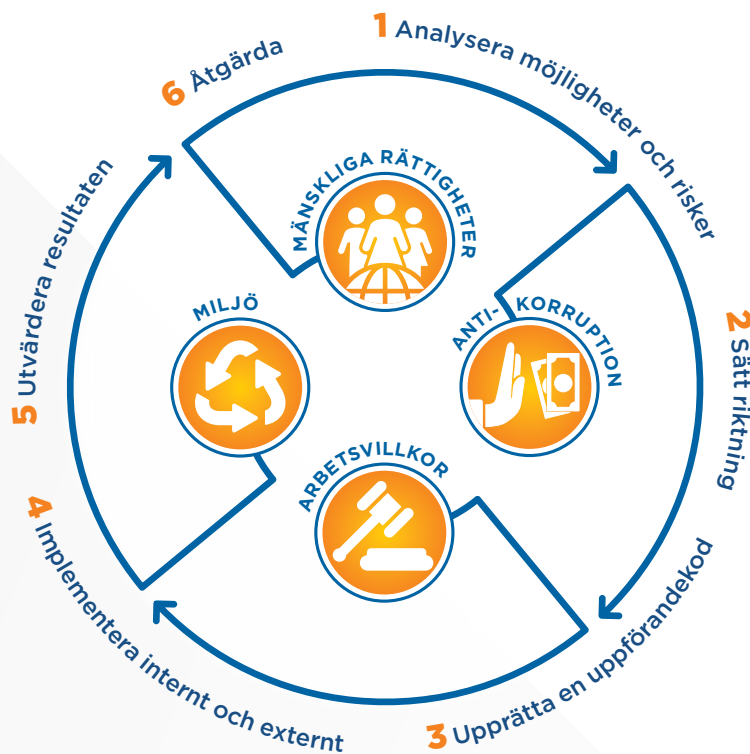 1 Analysera möjligheter och risker
2 Sätt riktning
3 Upprätta en uppförandekod
4 Implementera internt och externt
5 Utvärdera resultaten
6 Åtgärda
MÄNSKLIGA RÄTTIGHETER
ANTI-KORRUPTION
ARBETSVILLKOR
MILJÖ